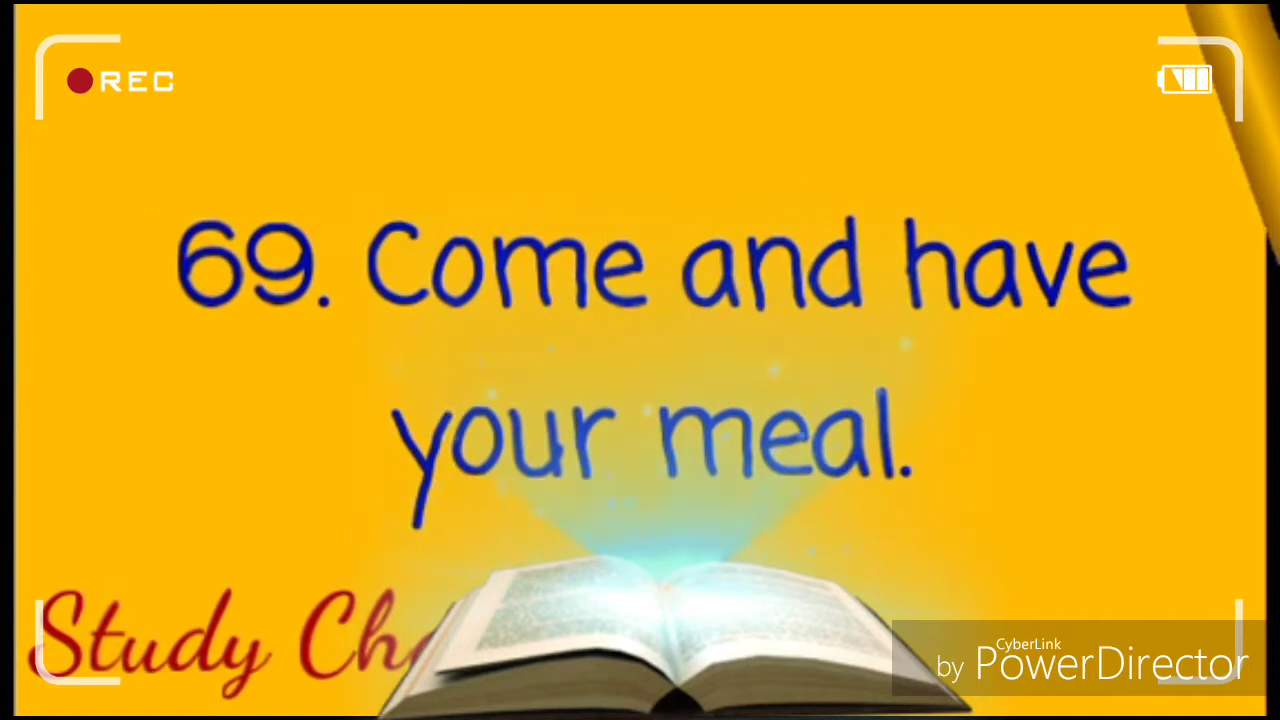 REC
69. Come and have
your meal.
Study
CyberLink
by PowerDirector